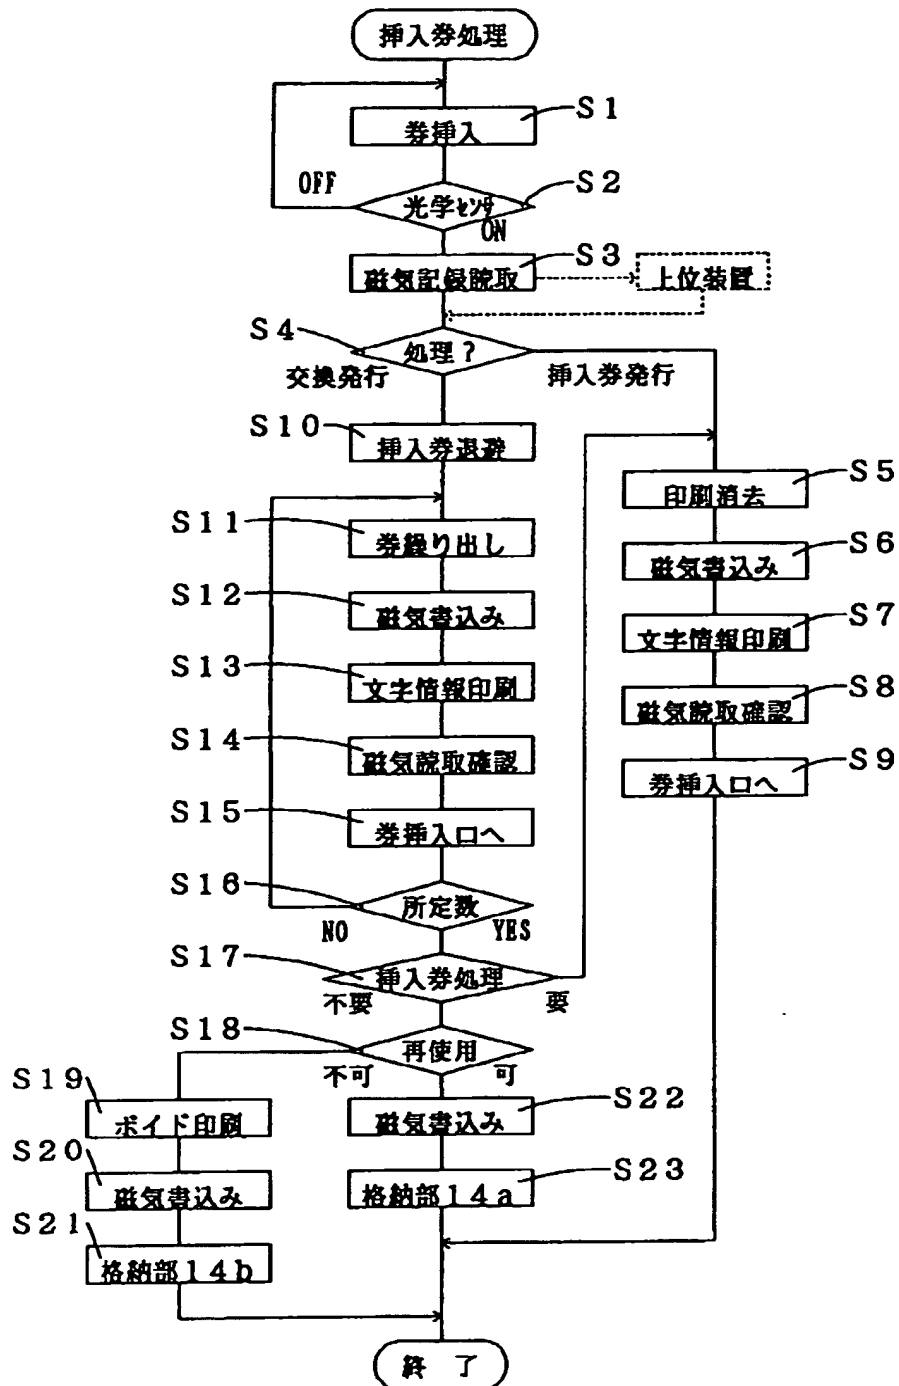 挿入券処理
S1
券挿入
S2
OFF
光学センサ
ON
S3
磁気記録読取
上位装置
S4
処理?
交換発行
挿入券発行
S10
挿入券退避
S5
印刷消去
S11
券繰り出し
S6
磁気書込み
S12
磁気書込み
S7
文字情報印刷
S13
文字情報印刷
S8
磁気読取確認
S14
磁気読取確認
S9
券挿入口へ
S15
券挿入口へ
S16
所定数
NO
YES
S17
挿入券処理
不要
要
S18
再使用
不可
可
S19
ボイド印刷
S22
磁気書込み
S20
磁気書込み
S23
格納部14a
S21
格納部14b
終 了